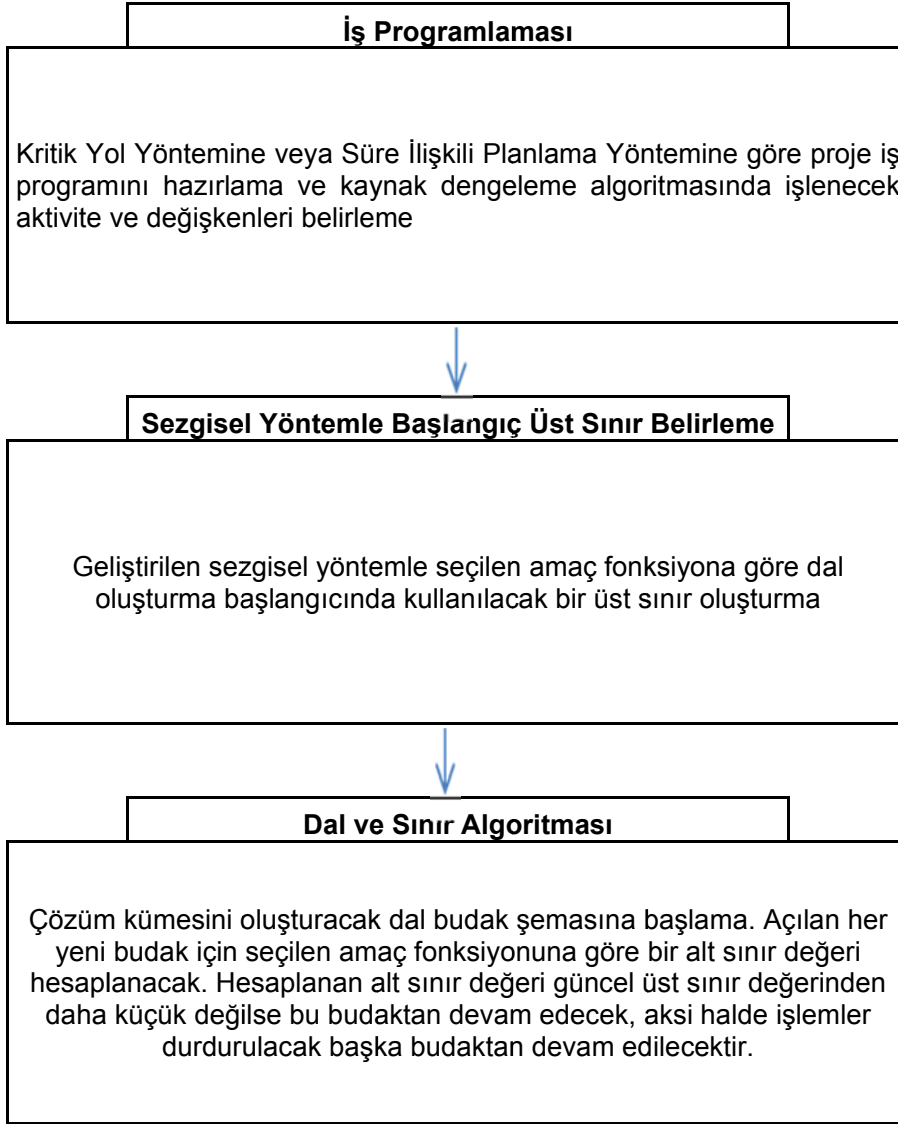 İş Programlaması
Kritik Yol Yöntemine veya Süre İlişkili Planlama Yöntemine göre proje iş
programını hazırlama ve kaynak dengeleme algoritmasında işlenecek
aktivite ve değişkenleri belirleme
Sezgisel Yöntemle Başlangıç Üst Sınır Belirleme
Geliştirilen sezgisel yöntemle seçilen amaç fonksiyona göre dal
oluşturma başlangıcında kullanılacak bir üst sınır oluşturma
Dal ve Sınır Algoritması
Çözüm kümesini oluşturacak dal budak şemasına başlama. Açılan her
yeni budak için seçilen amaç fonksiyonuna göre bir alt sınır değeri
hesaplanacak. Hesaplanan alt sınır değeri güncel üst sınır değerinden
daha küçük değilse bu budaktan devam edecek, aksi halde işlemler
durdurulacak başka budaktan devam edilecektir.